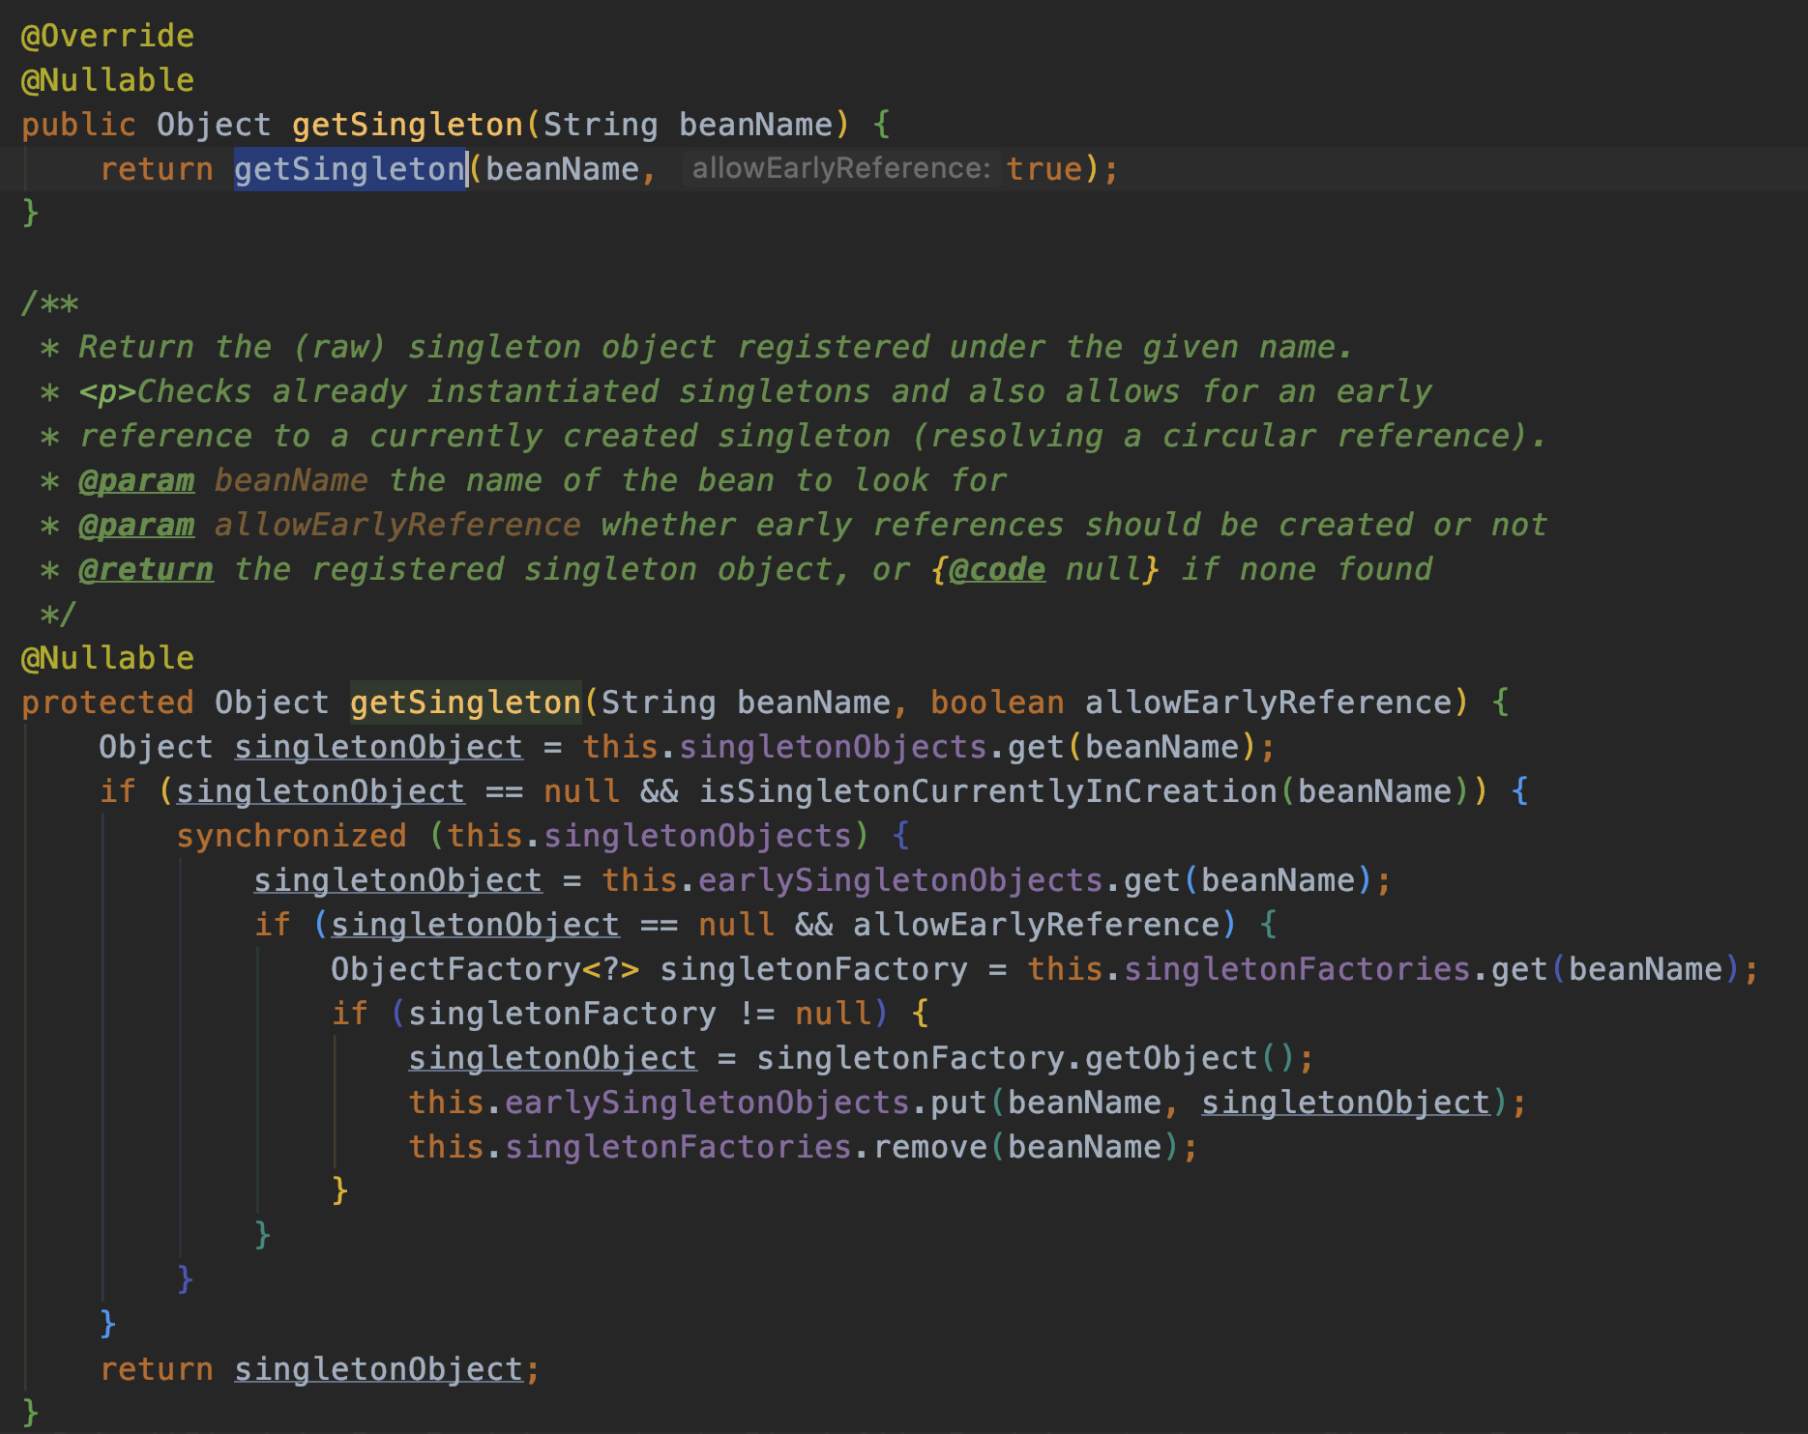 @Override
@Nullable
public Object getSingleton(String beanName) {
    return getSingleton(beanName, allowEarlyReference: true);
}

/**
 * Return the (raw) singleton object registered under the given name.
 * <p>Checks already instantiated singletons and also allows for an early
 * reference to a currently created singleton (resolving a circular reference).
 * @param beanName the name of the bean to look for
 * @param allowEarlyReference whether early references should be created or not
 * @return the registered singleton object, or {@code null} if none found
 */
@Nullable
protected Object getSingleton(String beanName, boolean allowEarlyReference) {
    Object singletonObject = this.singletonObjects.get(beanName);
    if (singletonObject == null && isSingletonCurrentlyInCreation(beanName)) {
        synchronized (this.singletonObjects) {
            singletonObject = this.earlySingletonObjects.get(beanName);
            if (singletonObject == null && allowEarlyReference) {
                ObjectFactory<?> singletonFactory = this.singletonFactories.get(beanName);
                if (singletonFactory != null) {
                    singletonObject = singletonFactory.getObject();
                    this.earlySingletonObjects.put(beanName, singletonObject);
                    this.singletonFactories.remove(beanName);
                }
            }
        }
    }
    return singletonObject;
}